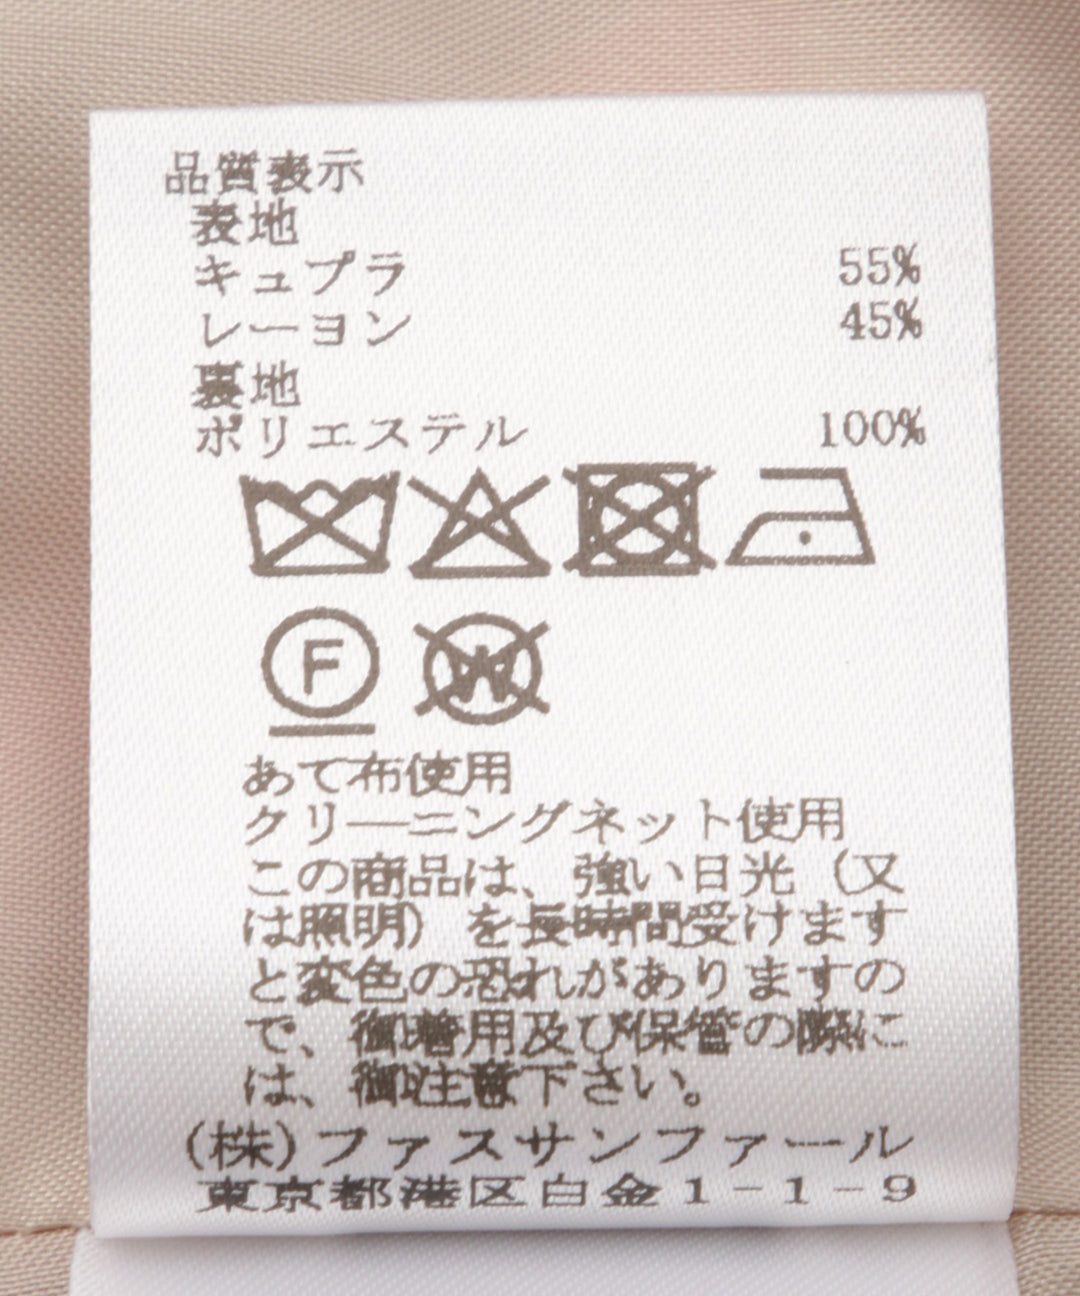 品質表示
表地
キュプラ 55%
レーヨン 45%
裏地
ポリエステル 100%
F
W
あて布使用
クリーニングネット使用
この商品は、強い日光（又
は照明）を長時間受けます
と変色の恐れがありますの
で、御着用及び保管の際に
は、御注意下さい。
(株)ファスサンファール
東京都港区白金1-1-9